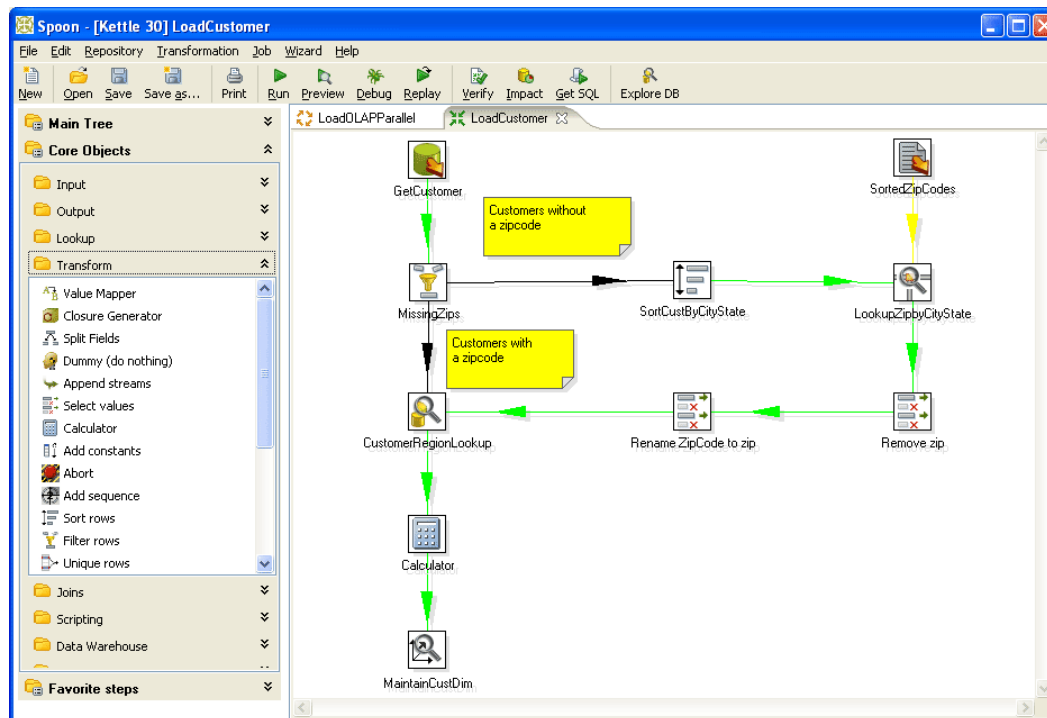 Spoon - [Kettle 30] LoadCustomer
File Edit Repository Transformation Job Wizard Help
New Open Save Save as... Print Run Preview Debug Replay Verify Impact Get SQL Explore DB
Main Tree
Core Objects
Input
Output
Lookup
Transform
Value Mapper
Closure Generator
Split Fields
Dummy (do nothing)
Append streams
Select values
Calculator
Add constants
Abort
Add sequence
Sort rows
Filter rows
Unique rows
Joins
Scripting
Data Warehouse
Favorite steps
LoadOLAPParallel LoadCustomer
GetCustomer
SortedZipCodes
Customers without
a zipcode
MissingZips
SortCustByCityState
LookupZipbyCityState
Customers with
a zipcode
CustomerRegionLookup
Rename ZipCode to zip
Remove zip
Calculator
MaintainCustDim